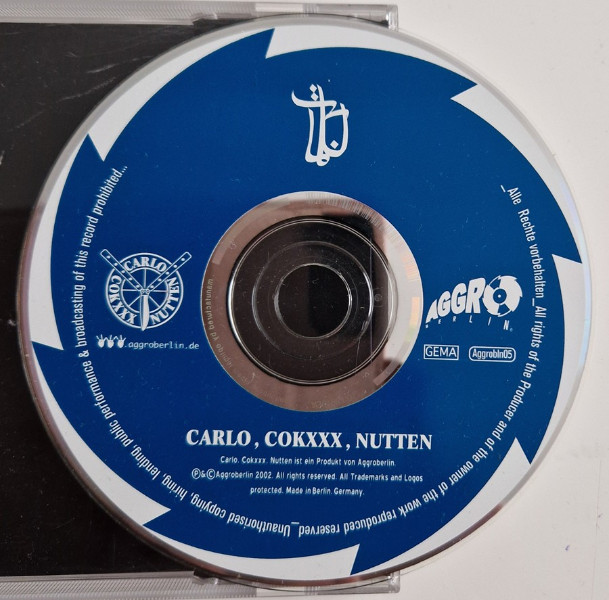 CARLO
COKXXX
NUTTEN
www.aggroberlin.de
AGGRO
BERLIN
GEMA
Aggrobln05
CARLO, COKXXX, NUTTEN
Carlo. Cokxxx. Nutten ist ein Produkt von Aggroberlin.
℗&©Aggroberlin 2002. All rights reserved. All Trademarks and Logos
protected. Made in Berlin. Germany.
_Alle Rechte vorbehalten_All rights of the Producer and of the owner of the work reproduced reserved_Unauthorised copying, hiring, lending, public performance & broadcasting of this record prohibited...